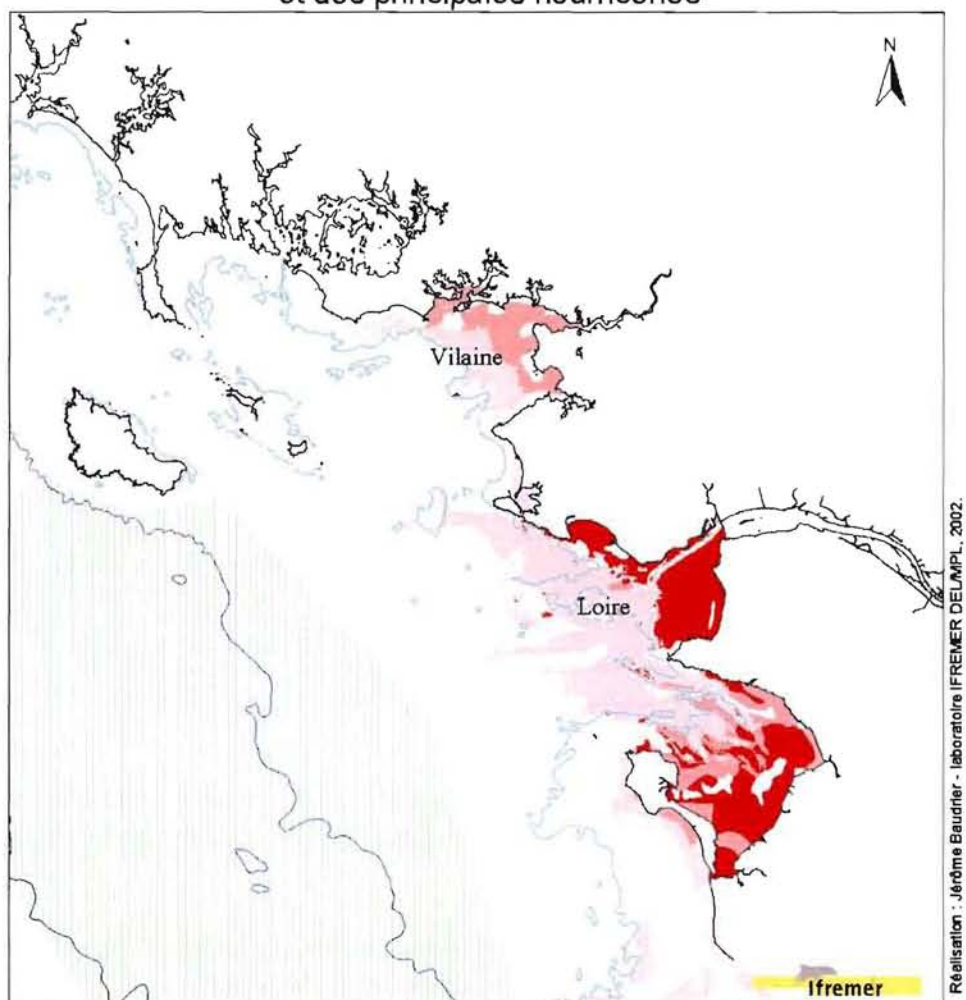 et des principales nourriceries
N
Vilaine
Loire
Ifremer
Réalisation : Jérôme Baudrier - laboratoire IFREMER DEL/MPL, 2002.